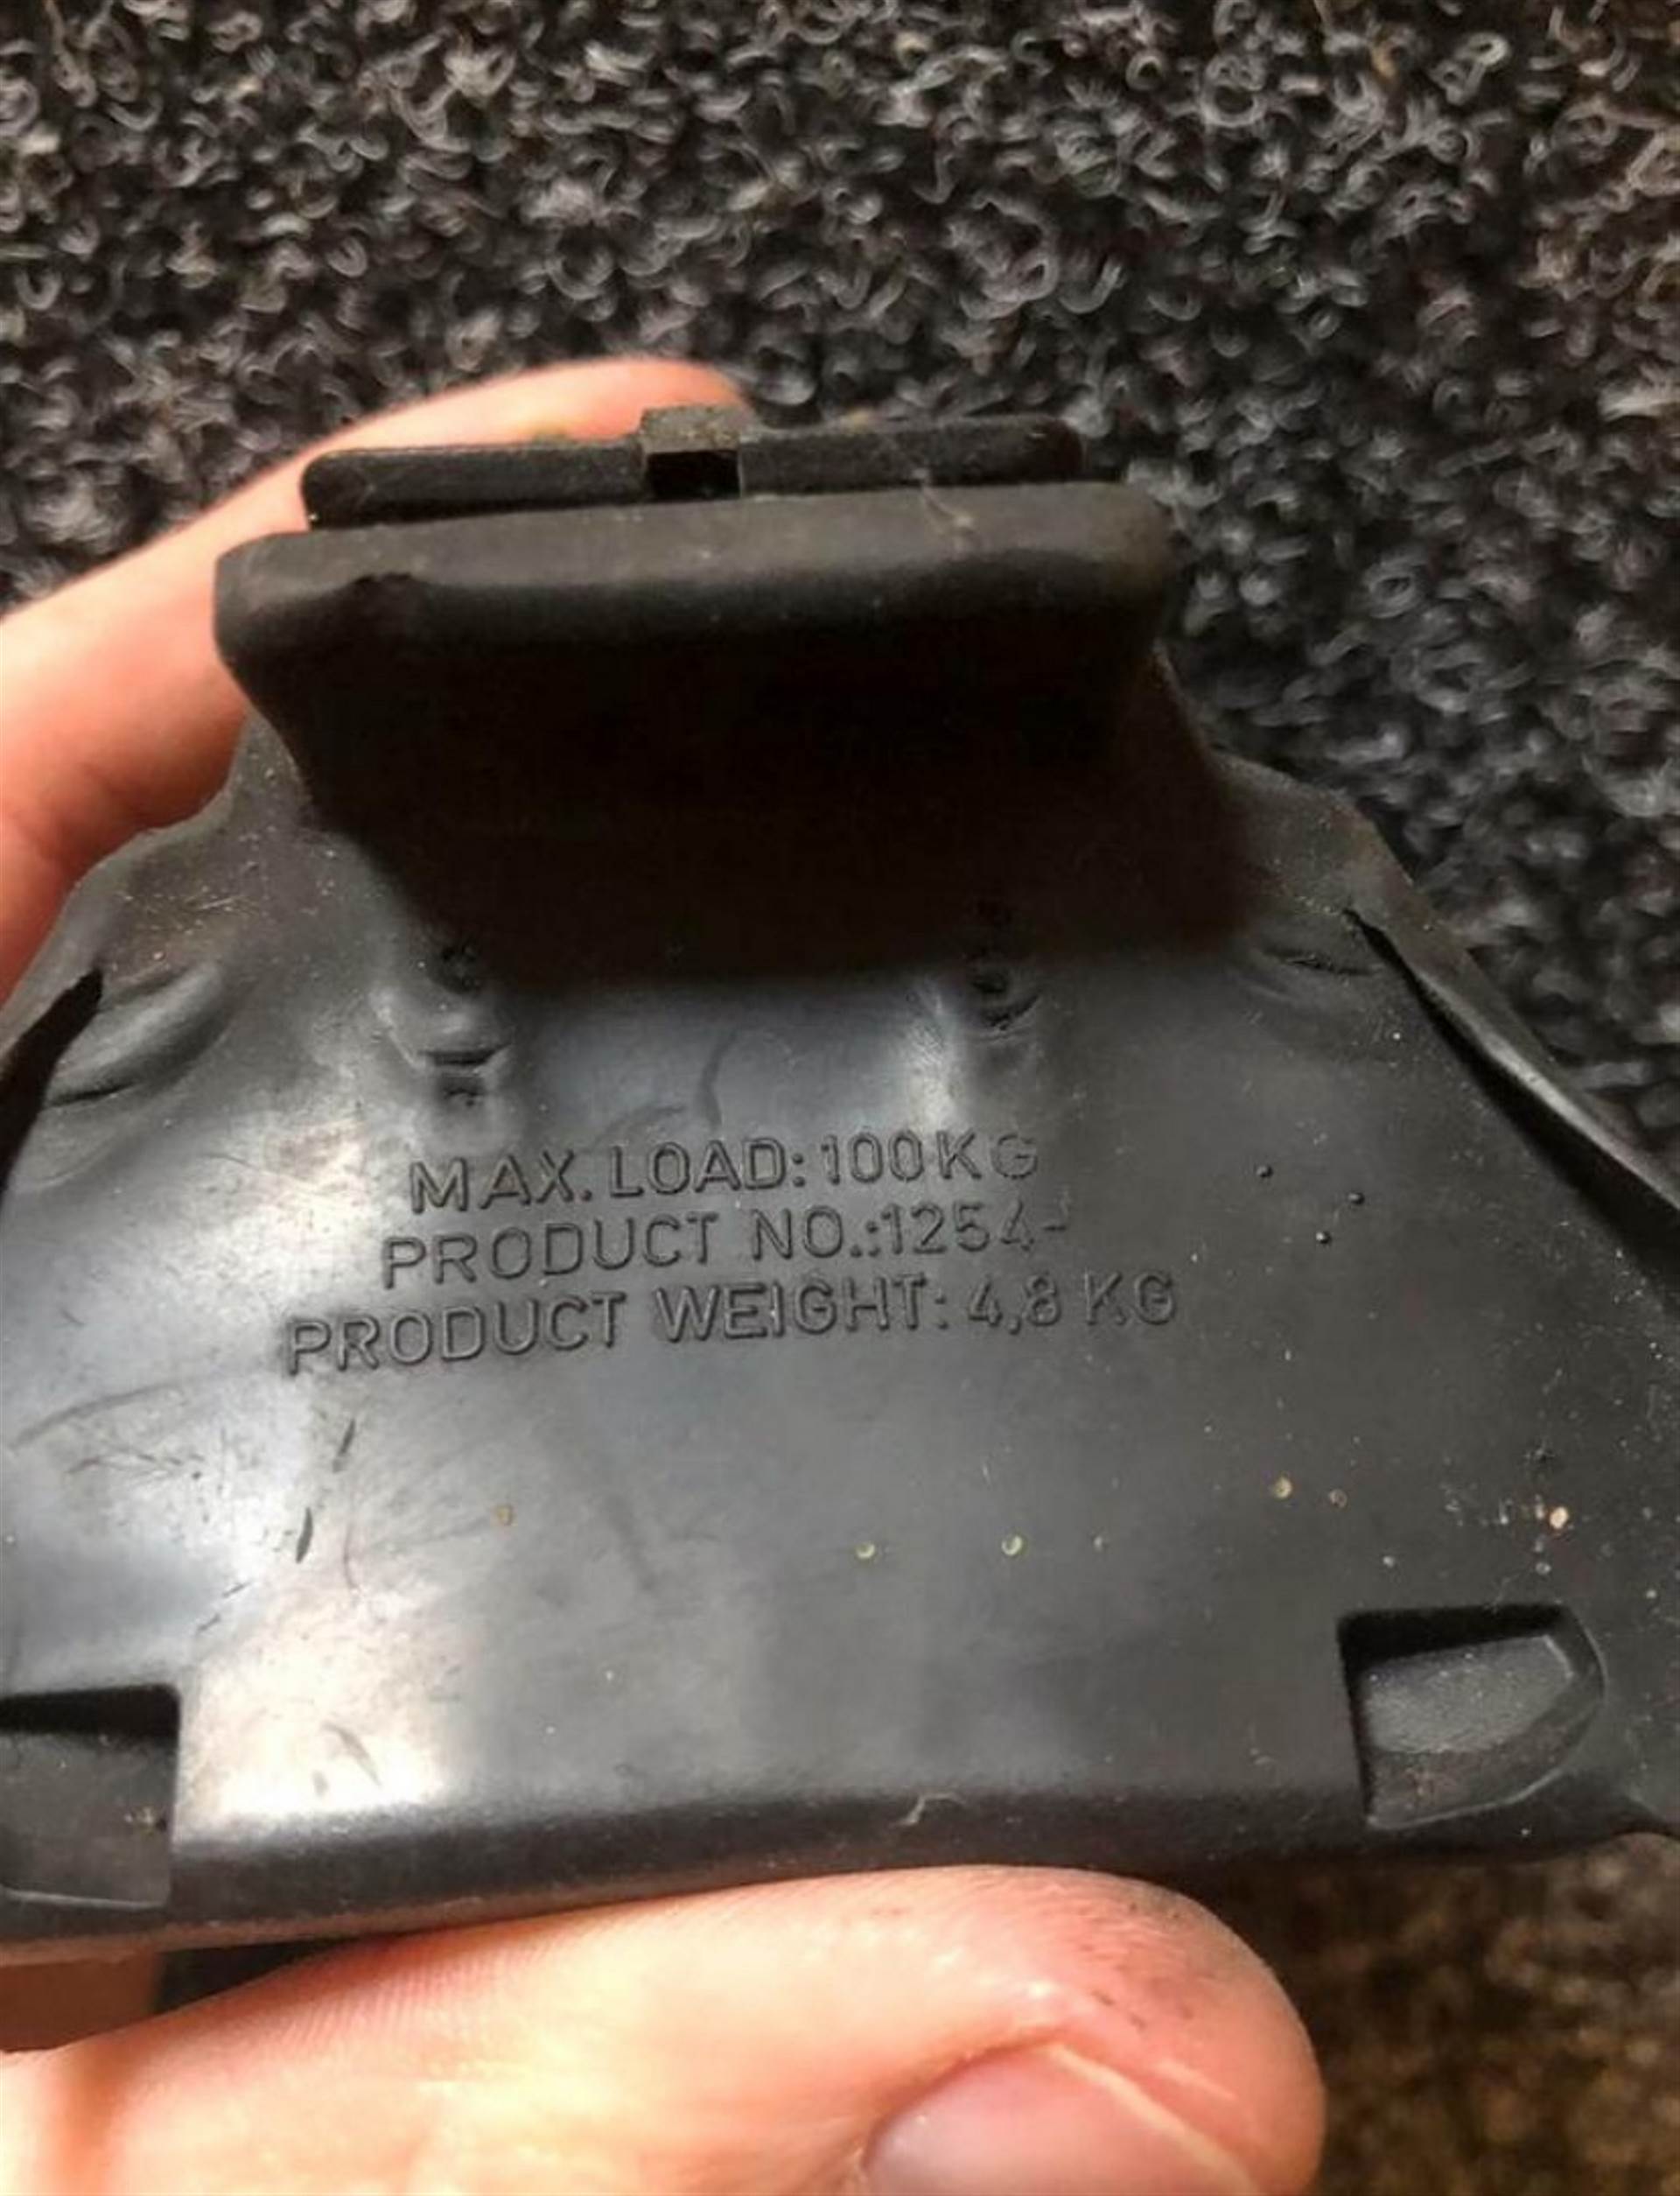 MAX. LOAD: 100KG
PRODUCT NO.:1254-
PRODUCT WEIGHT: 4,8 KG